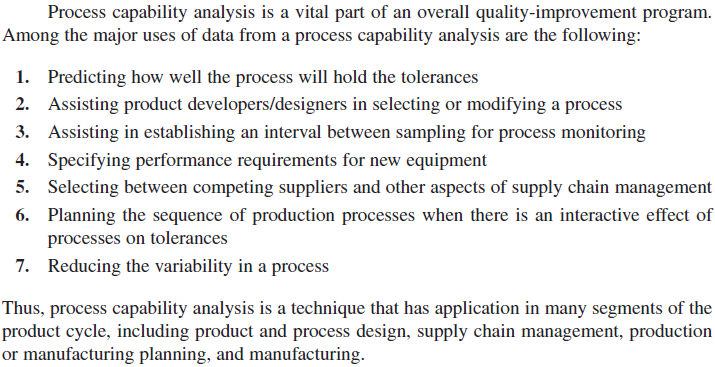 Process capability analysis is a vital part of an overall quality-improvement program.
Among the major uses of data from a process capability analysis are the following:
1. Predicting how well the process will hold the tolerances
2. Assisting product developers/designers in selecting or modifying a process
3. Assisting in establishing an interval between sampling for process monitoring
4. Specifying performance requirements for new equipment
5. Selecting between competing suppliers and other aspects of supply chain management
6. Planning the sequence of production processes when there is an interactive effect of
processes on tolerances
7. Reducing the variability in a process
Thus, process capability analysis is a technique that has application in many segments of the
product cycle, including product and process design, supply chain management, production
or manufacturing planning, and manufacturing.